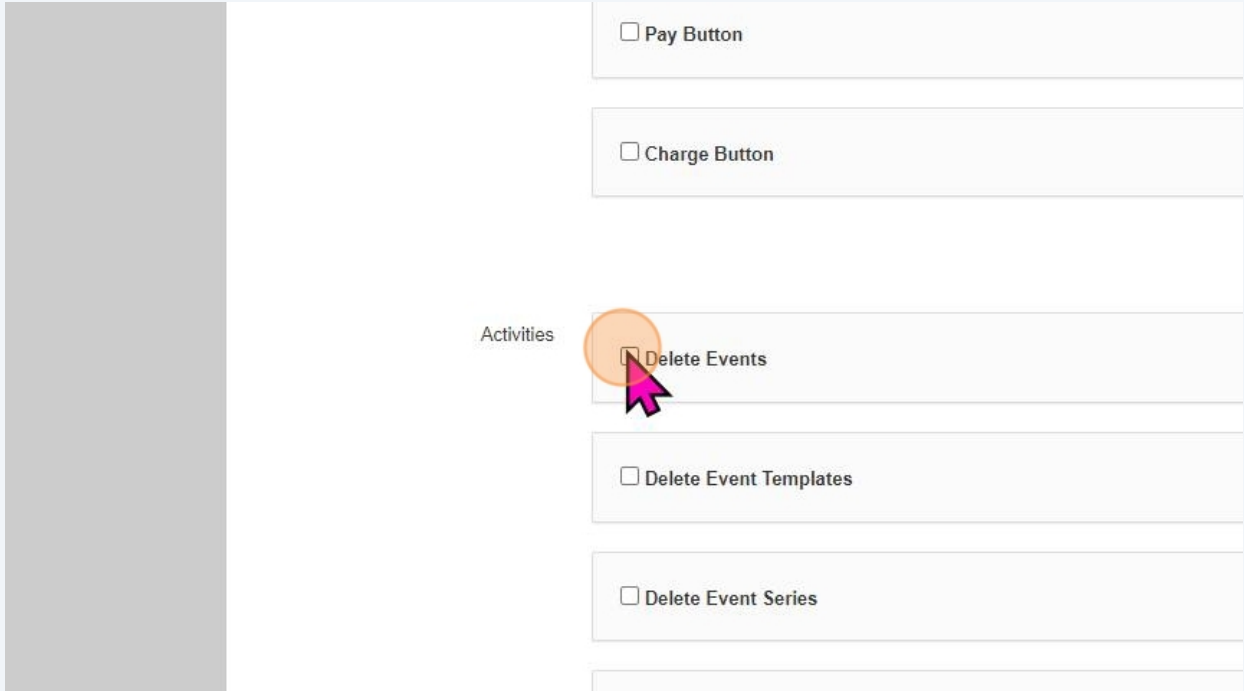 Pay Button
Charge Button
Activities
Delete Events
Delete Event Templates
Delete Event Series